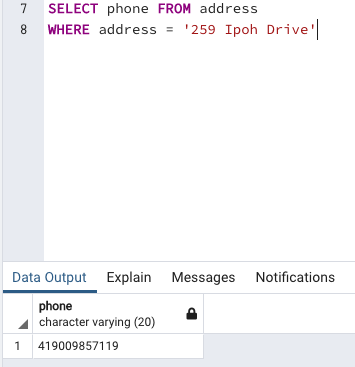 7 SELECT phone FROM address
8 WHERE address = '259 Ipoh Drive'
Data Output Explain Messages Notifications
phone
character varying (20)
1 419009857119